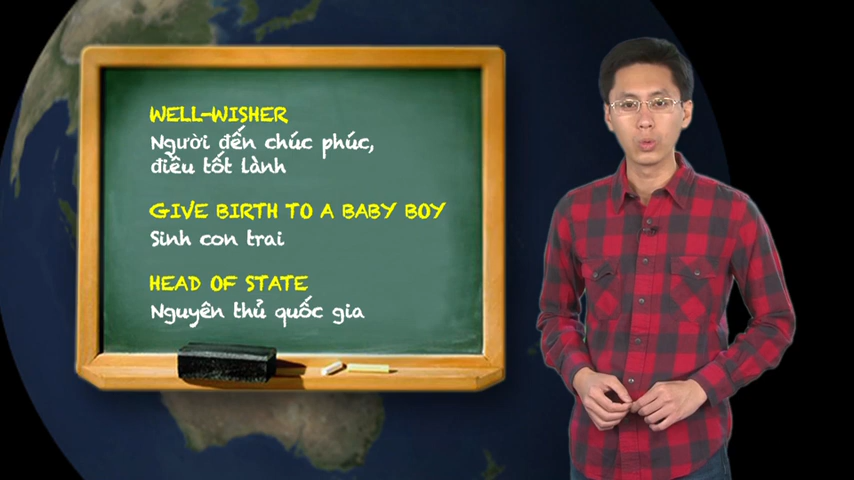 WELL-WISHER
Người đến chúc phúc,
điều tốt lành
GIVE BIRTH TO A BABY BOY
Sinh con trai
HEAD OF STATE
Nguyên thủ quốc gia